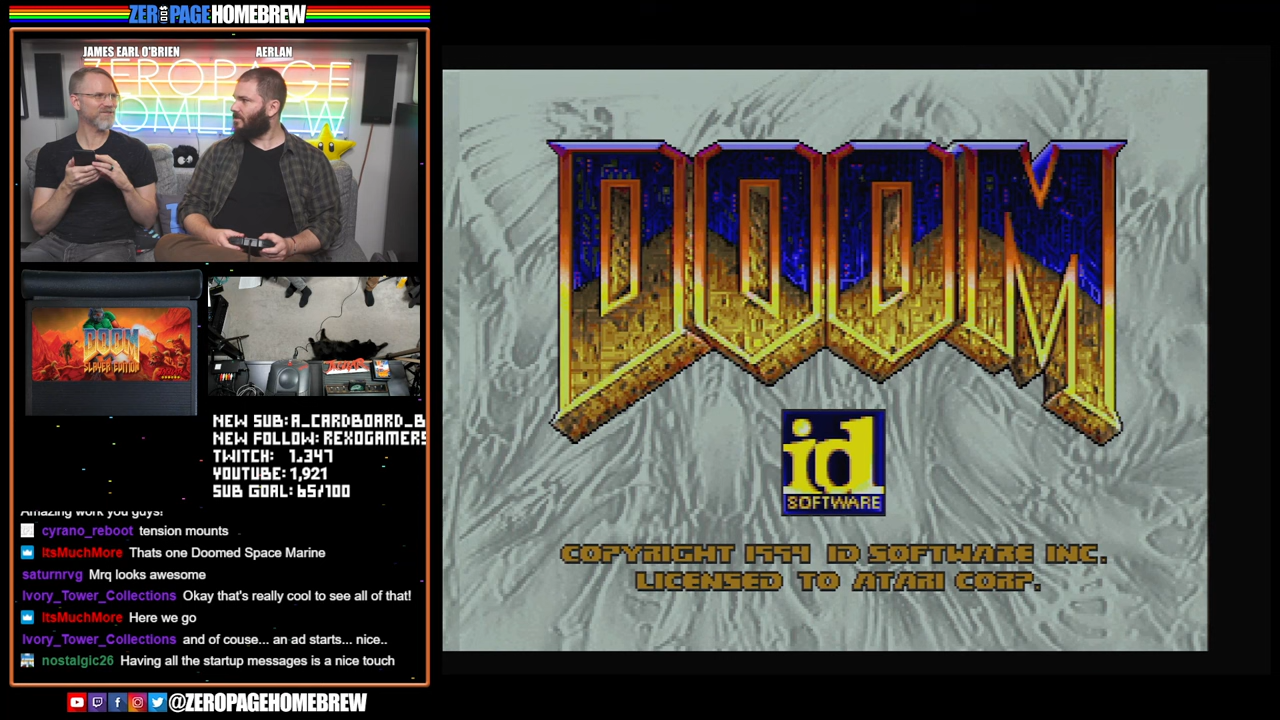 ZEROPAGE HOMEBREW
JAMES EARL O'BRIEN
AERLAN
ZEROPAGE
HOMEBREW
DOOM
SLAYER EDITION
NEW SUB: A_CARDBOARD_B
NEW FOLLOW: REXOGAMERS
TWITCH: 1,347
YOUTUBE: 1,921
SUB GOAL: 65/100
Amazing work you guys!
cyrano_reboot tension mounts
ItsMuchMore Thats one Doomed Space Marine
saturnrvg Mrq looks awesome
Ivory_Tower_Collections Okay that's really cool to see all of that!
ItsMuchMore Here we go
Ivory_Tower_Collections and of couse... an ad starts... nice..
nostalgic26 Having all the startup messages is a nice touch
@ZEROPAGEHOMEBREW
DOOM
id
SOFTWARE
COPYRIGHT 1994 ID SOFTWARE INC.
LICENSED TO ATARI CORP.